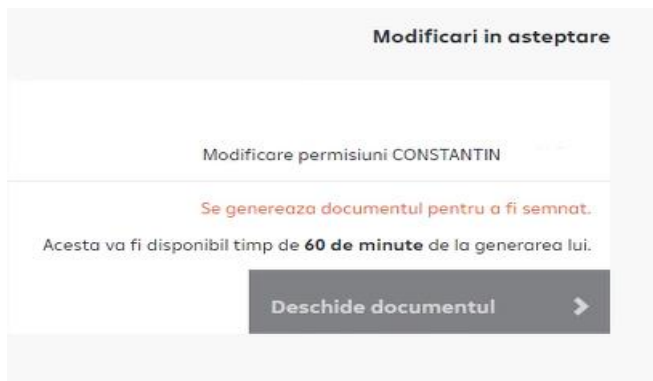 Modificari in asteptare
Modificare permisiuni CONSTANTIN
Se genereaza documentul pentru a fi semnat.
Acesta va fi disponibil timp de 60 de minute de la generarea lui.
Deschide documentul